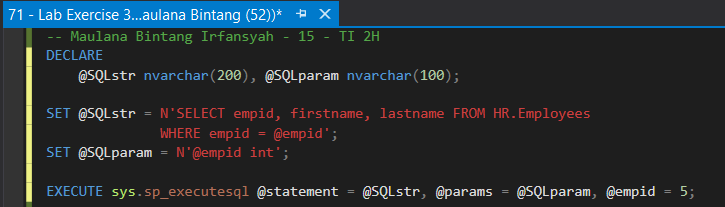 71 - Lab Exercise 3...aulana Bintang (52))*
-- Maulana Bintang Irfansyah - 15 - TI 2H
DECLARE
    @SQLstr nvarchar(200), @SQLparam nvarchar(100);
SET @SQLstr = N'SELECT empid, firstname, lastname FROM HR.Employees
              WHERE empid = @empid';
SET @SQLparam = N'@empid int';
EXECUTE sys.sp_executesql @statement = @SQLstr, @params = @SQLparam, @empid = 5;